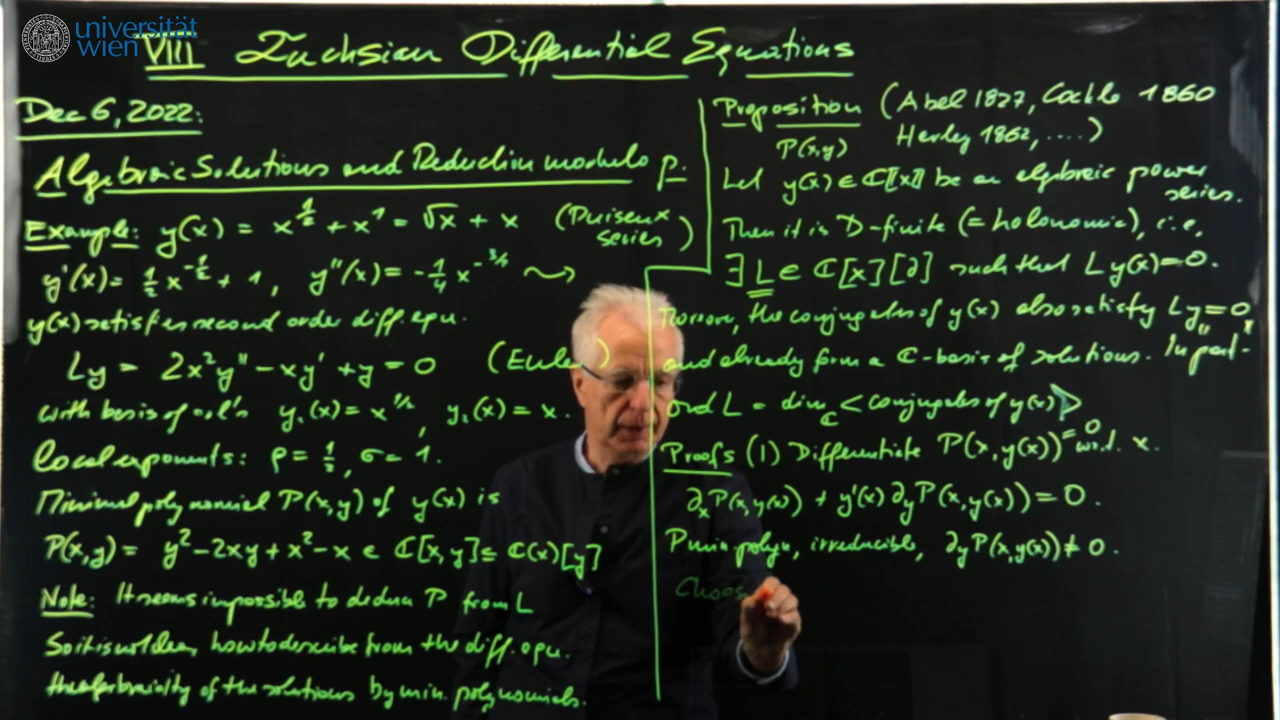 universität
wien
VIII Fuchsian Differential Equations
Dec 6, 2022:
Algebraic Solutions and Reduction modulo p.
Example: y(x) = x^{1/2} + x^1 = √x + x (Puiseux series)
y'(x) = 1/2 x^{-1/2} + 1, y''(x) = -1/4 x^{-3/2} ⇝
y(x) satisfies second order diff. equ.
Ly = 2x²y'' - xy' + y = 0 (Euler)
with basis of sol's y₁(x) = x^{1/2}, y₂(x) = x.
local exponents: ρ = 1/2, σ = 1.
Minimal polynomial P(x,y) of y(x) is
P(x,y) = y² - 2xy + x² - x ∈ ℂ[x,y] ⊆ ℂ(x)[y]
Note: It seems impossible to deduce P from L
So it is not clear, how to describe from the diff. equ.
the algebraicity of the solutions by min. polynomials.
Proposition (Abel 1827, Cockle 1860
Harley 1862, ....)
P(x,y)
Let y(x) ∈ ℂ[[x]] be an algebraic power series.
Then it is D-finite (= holonomic), i.e.,
∃ L ∈ ℂ[x][∂] such that L y(x) = 0.
Moreover, the conjugates of y(x) also satisfy Ly = 0,
and already form a ℂ-basis of solutions. In part-
ord L = dim_ℂ <conjugates of y(x)>
Proofs (1) Differentiate P(x,y(x)) = 0 w.r.t. x.
∂ₓP(x,y(x)) + y'(x) ∂_yP(x,y(x)) = 0.
P min polyn, irreducible, ∂_yP(x,y(x)) ≠ 0.
Choos